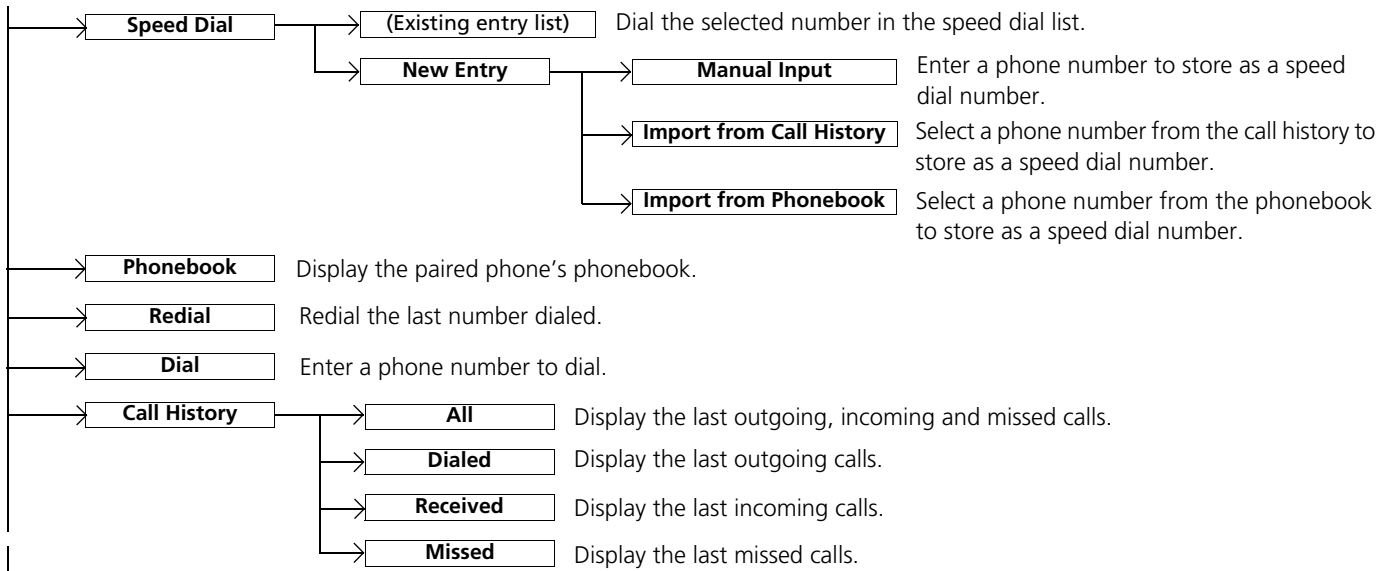 Speed Dial
(Existing entry list)
Dial the selected number in the speed dial list.
New Entry
Manual Input
Enter a phone number to store as a speed
dial number.
Import from Call History
Select a phone number from the call history to
store as a speed dial number.
Import from Phonebook
Select a phone number from the phonebook
to store as a speed dial number.
Phonebook
Display the paired phone’s phonebook.
Redial
Redial the last number dialed.
Dial
Enter a phone number to dial.
Call History
All
Display the last outgoing, incoming and missed calls.
Dialed
Display the last outgoing calls.
Received
Display the last incoming calls.
Missed
Display the last missed calls.